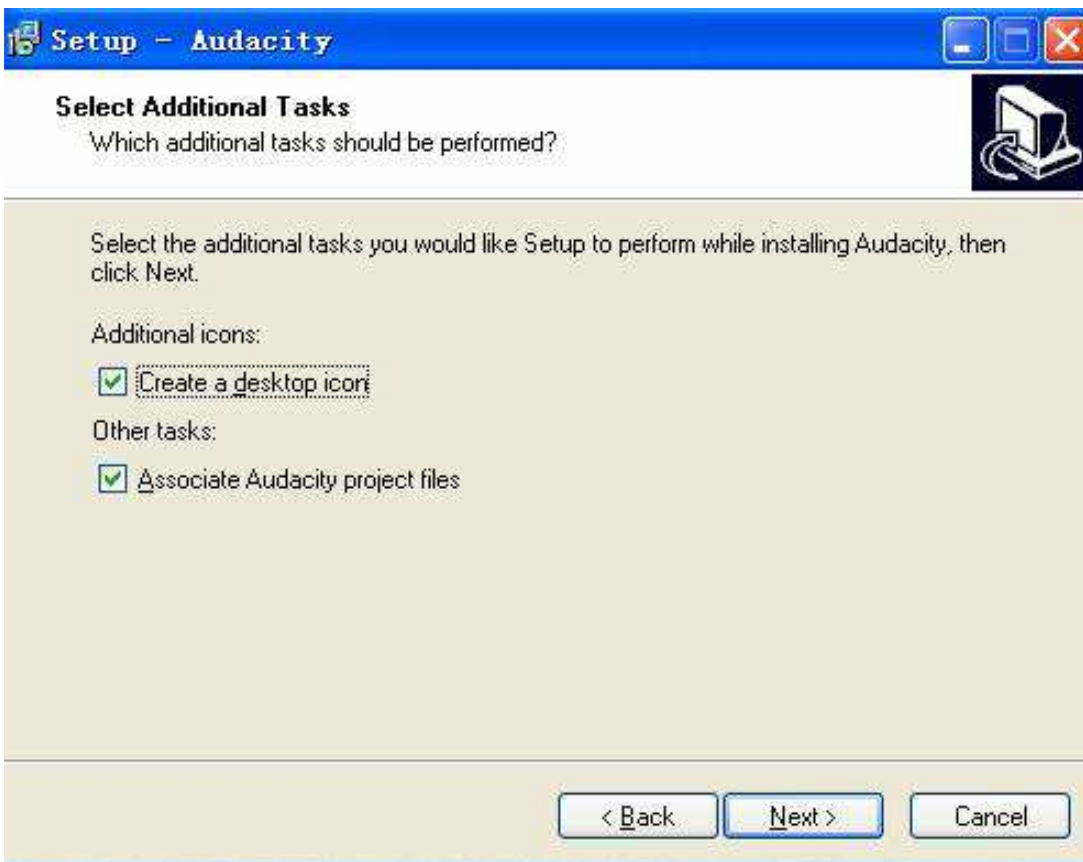 Setup - Audacity
Select Additional Tasks
Which additional tasks should be performed?
Select the additional tasks you would like Setup to perform while installing Audacity, then
click Next.
Additional icons:
Create a desktop icon
Other tasks:
Associate Audacity project files
< Back
Next >
Cancel